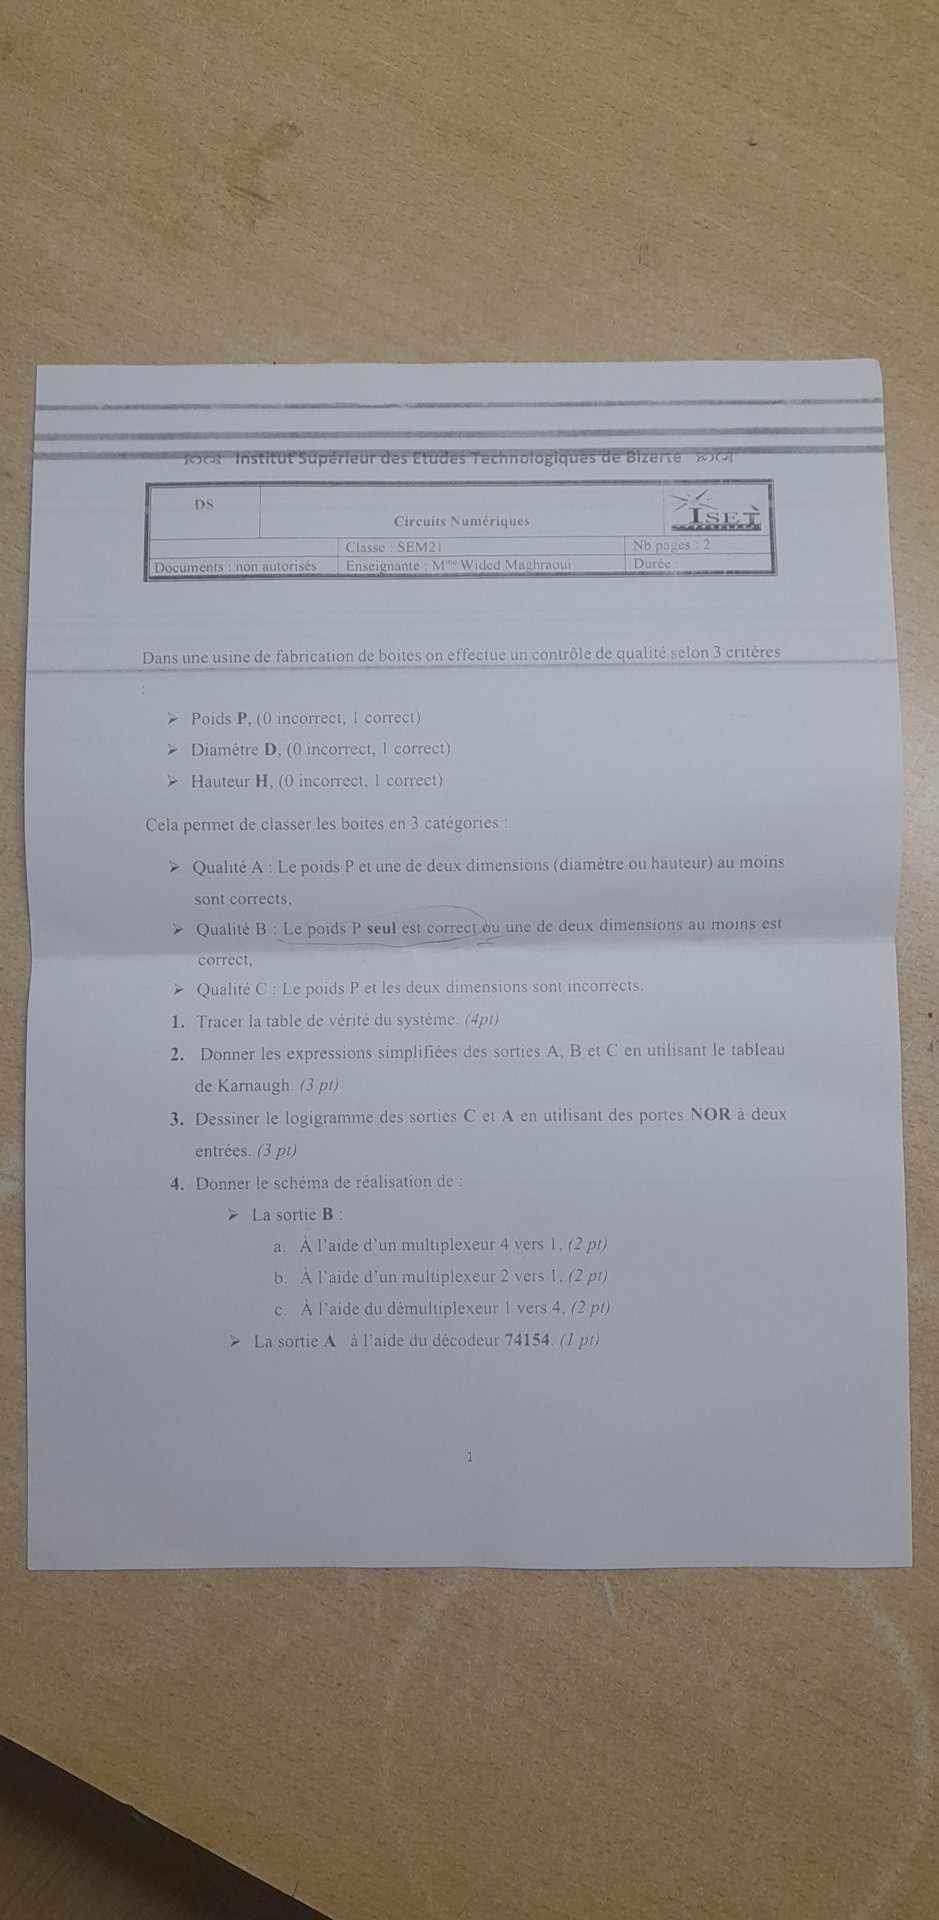 Institut Supérieur des Etudes Technologiques de Bizerte
DS
Circuits Numériques
ISET
Classe : SEM21
Nb pages : 2
Documents : non autorisés
Enseignante : Mme Wided Maghraoui
Durée :
Dans une usine de fabrication de boites on effectue un contrôle de qualité selon 3 critères
:
➢ Poids P, (0 incorrect, 1 correct)
➢ Diamètre D, (0 incorrect, 1 correct)
➢ Hauteur H, (0 incorrect, 1 correct)
Cela permet de classer les boites en 3 catégories :
➢ Qualité A : Le poids P et une de deux dimensions (diamètre ou hauteur) au moins
sont corrects,
➢ Qualité B : Le poids P seul est correct ou une de deux dimensions au moins est
correct,
➢ Qualité C : Le poids P et les deux dimensions sont incorrects.
1. Tracer la table de vérité du système. (4pt)
2. Donner les expressions simplifiées des sorties A, B et C en utilisant le tableau
de Karnaugh. (3 pt)
3. Dessiner le logigramme des sorties C et A en utilisant des portes NOR à deux
entrées. (3 pt)
4. Donner le schéma de réalisation de :
➢ La sortie B :
a. À l'aide d'un multiplexeur 4 vers 1, (2 pt)
b. À l'aide d'un multiplexeur 2 vers 1, (2 pt)
c. À l'aide du démultiplexeur 1 vers 4, (2 pt)
➢ La sortie A à l'aide du décodeur 74154. (1 pt)
1